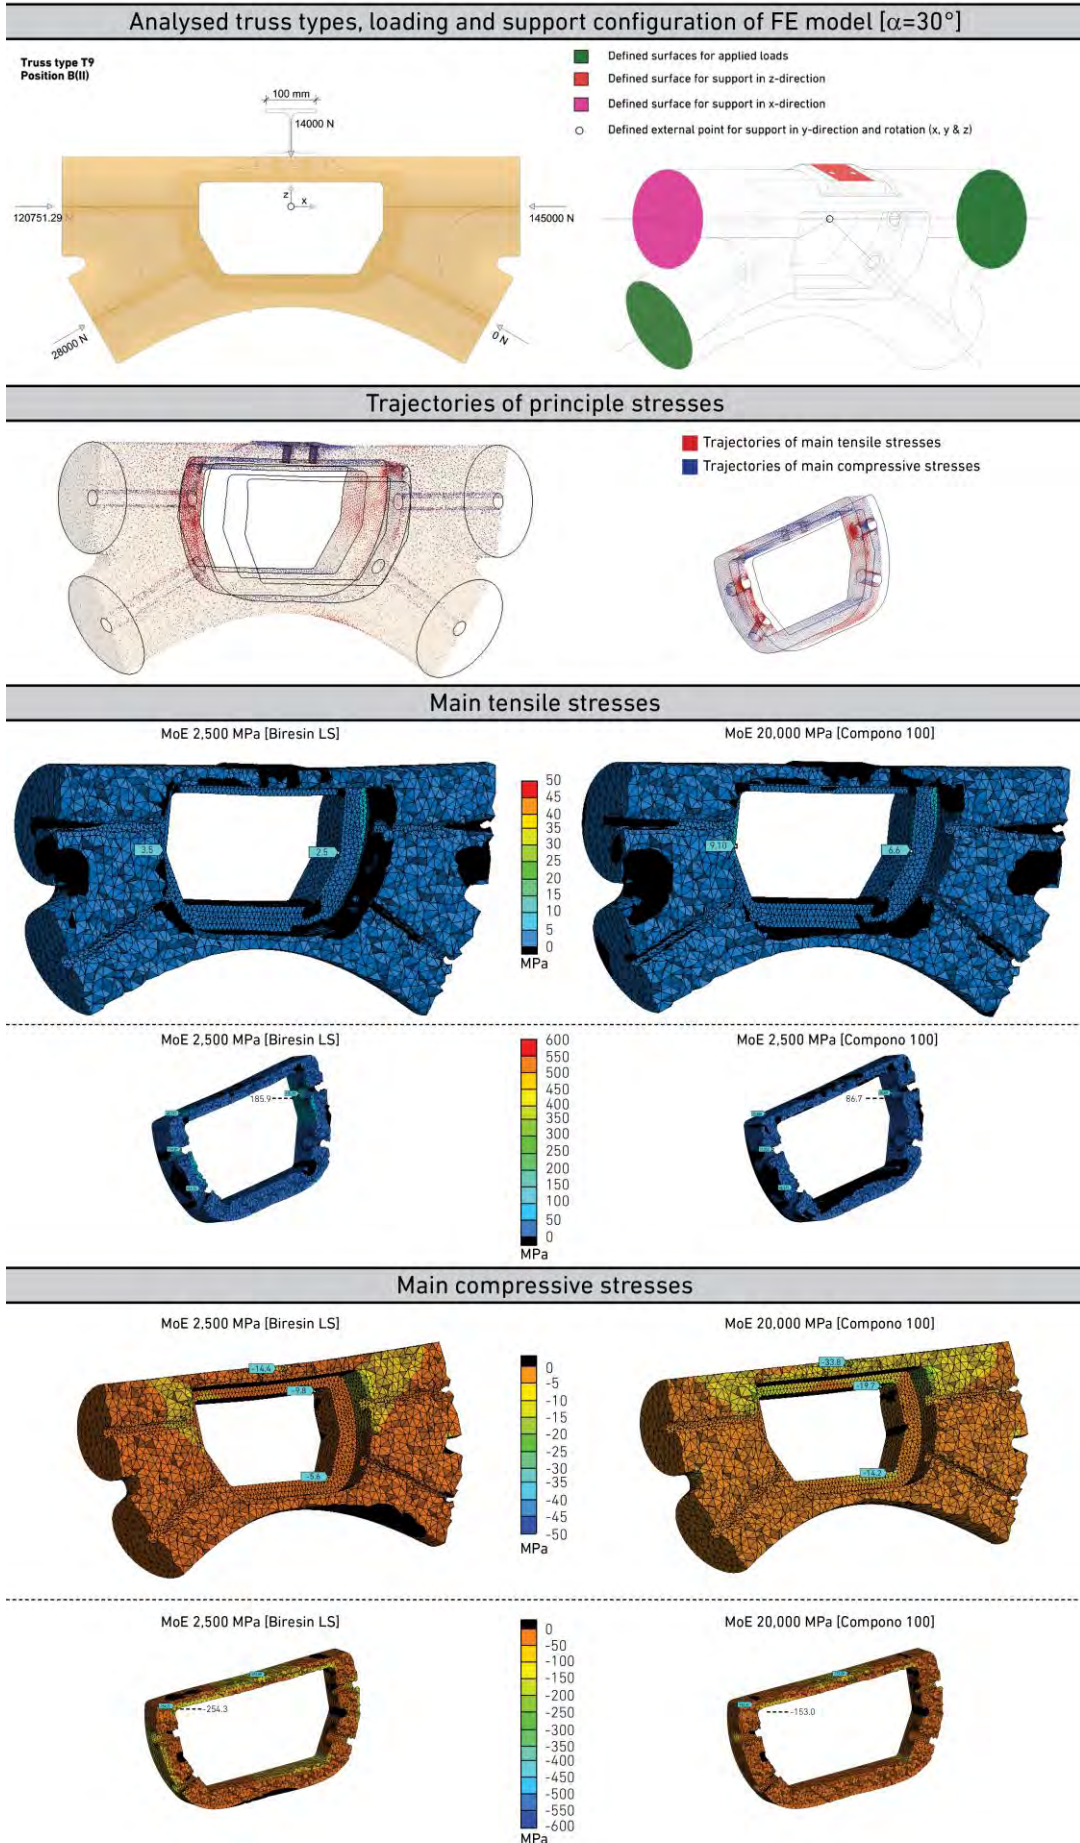 Analysed truss types, loading and support configuration of FE model [α=30°]
Truss type T9
Position B(II)
100 mm
14000 N
z
x
120751.29 N
145000 N
28000 N
0 N
Defined surfaces for applied loads
Defined surface for support in z-direction
Defined surface for support in x-direction
Defined external point for support in y-direction and rotation (x, y & z)
Trajectories of principle stresses
Trajectories of main tensile stresses
Trajectories of main compressive stresses
Main tensile stresses
MoE 2,500 MPa [Biresin LS]
MoE 20,000 MPa [Compono 100]
3.5
2.5
50
45
40
35
30
25
20
15
10
5
0
MPa
9,10
6.6
MoE 2,500 MPa [Biresin LS]
MoE 2,500 MPa [Compono 100]
185.9
600
550
500
450
400
350
300
250
200
150
100
50
0
MPa
86.7
Main compressive stresses
MoE 2,500 MPa [Biresin LS]
MoE 20,000 MPa [Compono 100]
-14.4
-9.8
-5.6
0
-5
-10
-15
-20
-25
-30
-35
-40
-45
-50
MPa
-33.8
-14.2
MoE 2,500 MPa [Biresin LS]
MoE 20,000 MPa [Compono 100]
-254.3
0
-50
-100
-150
-200
-250
-300
-350
-400
-450
-500
-550
-600
MPa
-153.0